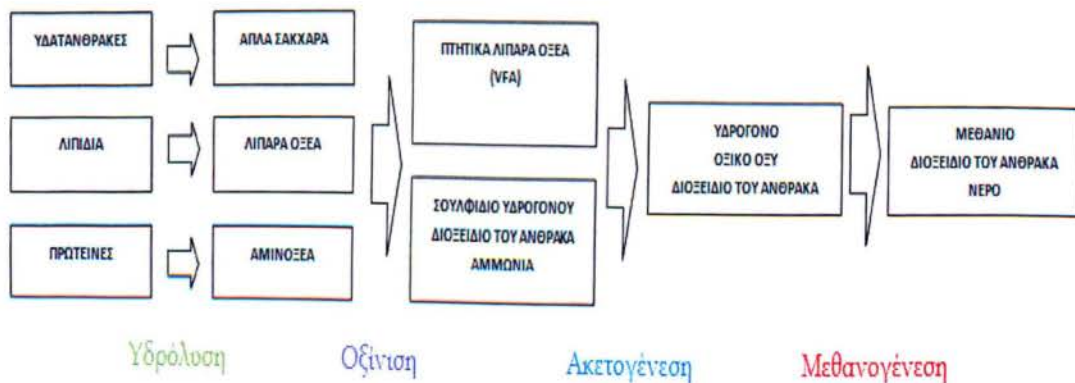 ΥΔΑΤΑΝΘΡΑΚΕΣ
ΑΠΛΑ ΣΑΚΧΑΡΑ
ΛΙΠΙΔΙΑ
ΛΙΠΑΡΑ ΟΞΕΑ
ΠΡΩΤΕΙΝΕΣ
ΑΜΙΝΟΞΕΑ
ΠΤΗΤΙΚΑ ΛΙΠΑΡΑ ΟΞΕΑ
(VFA)
ΣΟΥΛΦΙΔΙΟ ΥΔΡΟΓΟΝΟΥ
ΔΙΟΞΕΙΔΙΟ ΤΟΥ ΑΝΘΡΑΚΑ
ΑΜΜΩΝΙΑ
ΥΔΡΟΓΟΝΟ
ΟΞΙΚΟ ΟΞΥ
ΔΙΟΞΕΙΔΙΟ ΤΟΥ ΑΝΘΡΑΚΑ
ΜΕΘΑΝΙΟ
ΔΙΟΞΕΙΔΙΟ ΤΟΥ ΑΝΘΡΑΚΑ
ΝΕΡΟ
Υδρόλυση
Οξίνιση
Ακετογένεση
Μεθανογένεση